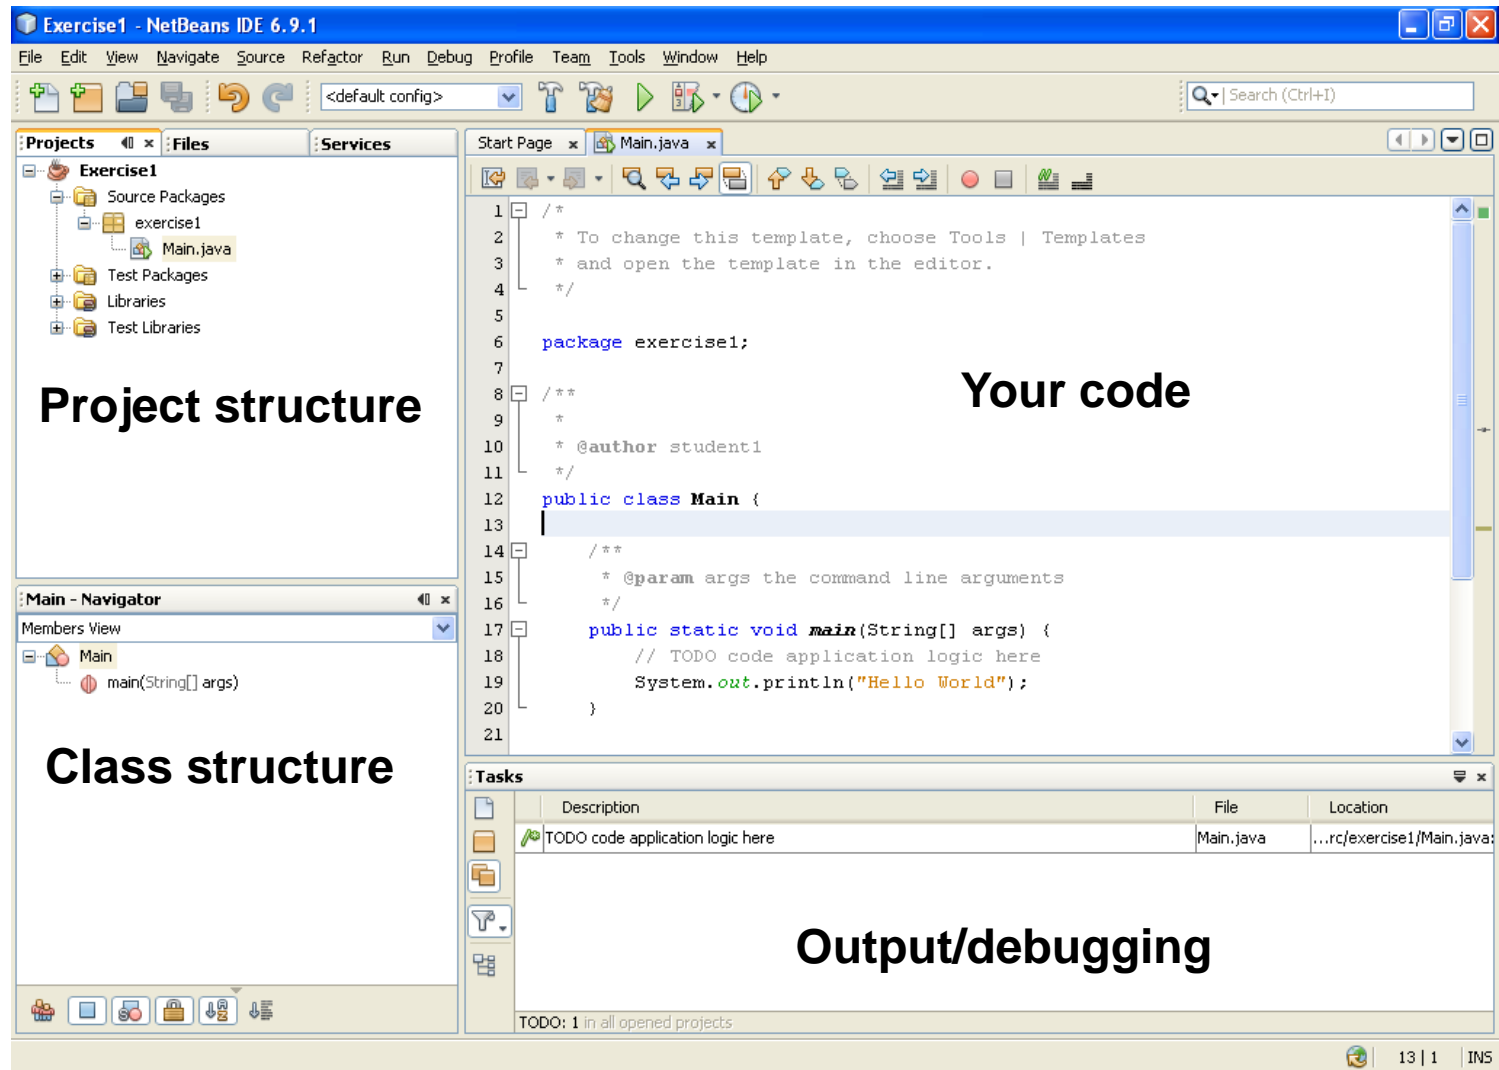 Exercise1 - NetBeans IDE 6.9.1
File Edit View Navigate Source Refactor Run Debug Profile Team Tools Window Help
<default config>
Search (Ctrl+I)
Projects Files Services
Exercise1
Source Packages
exercise1
Main.java
Test Packages
Libraries
Test Libraries
Project structure
Main - Navigator
Members View
Main
main(String[] args)
Class structure
Start Page Main.java
1 /*
2 * To change this template, choose Tools | Templates
3 * and open the template in the editor.
4 */
5
6 package exercise1;
7
8 /**
9 *
10 * @author student1
11 */
12 public class Main {
13
14 /**
15 * @param args the command line arguments
16 */
17 public static void main(String[] args) {
18 // TODO code application logic here
19 System.out.println("Hello World");
20 }
21
Your code
Tasks
Description File Location
TODO code application logic here Main.java ...rc/exercise1/Main.java:
Output/debugging
TODO: 1 in all opened projects
13 | 1 INS